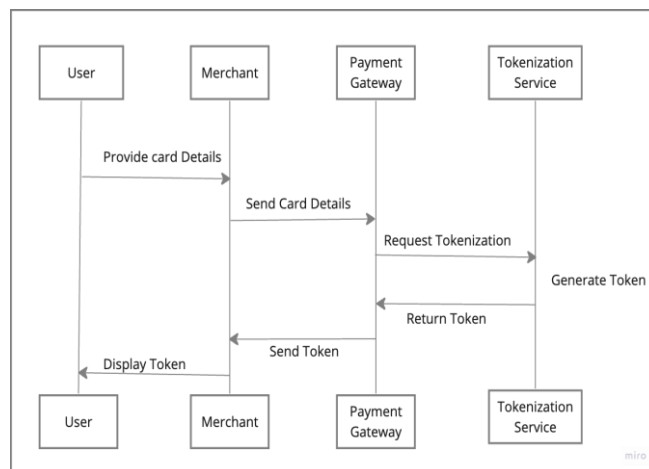 User
Merchant
Payment
Gateway
Tokenization
Service
Provide card Details
Send Card Details
Request Tokenization
Generate Token
Return Token
Send Token
Display Token
User
Merchant
Payment
Gateway
Tokenization
Service
miro